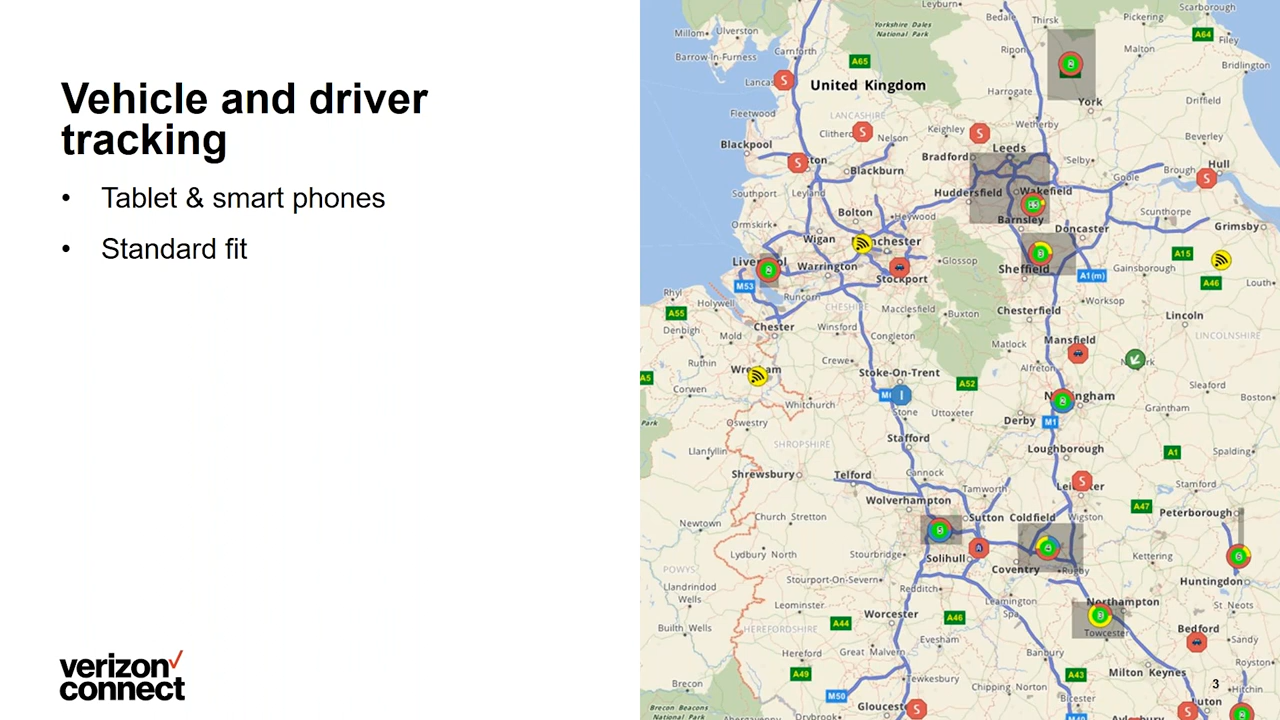 Vehicle and driver
tracking
• Tablet & smart phones
• Standard fit
verizon✓
connect
Leyburn
Bedale
Thirsk
Pickering
Scarborough
Millom
Ulverston
Yorkshire Dales
National Park
A64
Filey
Barrow-In-Furness
Carnforth
A65
Ripon
Malton
Bridlington
S
United Kingdom
Harrogate
York
Driffield
Fleetwood
LANCASHIRE
Nelson
Keighley
Wetherby
Beverley
Blackpool
Bradford
Leeds
Selby
Hull
Blackburn
Brough
Goole
Southport
Leyland
Huddersfield
Wakefield
Scunthorpe
Bolton
Heywood
Barnsley
Grimsby
Ormskirk
Wigan
Doncaster
Warrington
Glossop
Sheffield
Gainsborough
A15
Stockport
A1(m)
A46
Louth
M53
Runcorn
Rhyl
Holywell
CHESHIRE
Macclesfield
Buxton
Chesterfield
Worksop
A55
Denbigh
Mold
Chester
Winsford
Congleton
Lincoln
LINCOLNSHIRE
Ruthin
Crewe
Matlock
Mansfield
Alfreton
A5
Corwen
Stoke-On-Trent
A52
Sleaford
Whitchurch
Stone
Uttoxeter
Grantham
Boston
Park
Oswestry
Derby
M1
Stafford
Loughborough
A1
Llanfyllin
SHROPSHIRE
Spalding
Shrewsbury
Telford
Cannock
Tamworth
Stamford
Wolverhampton
A47
Peterborough
Newtown
Church Stretton
Sutton Coldfield
Wigston
Lydbury North
Stourbridge
Solihull
Kettering
POWYS
Coventry
Rugby
Huntingdon
Llandrindod
Wells
Stourport-On-Severn
Redditch
Leominster
Leamington
Spa
Northampton
St. Neots
Builth Wells
HEREFORDSHIRE
A44
Worcester
A46
Towcester
Bedford
Sandy
Hereford
Great Malvern
Evesham
Banbury
Royston
A49
A43
Milton Keynes
3
Brecon
M50
Tewkesbury
Chipping Norton
Bicester
Hitchin
Brecon Beacons
National Park
Abergavenny
Drybrook